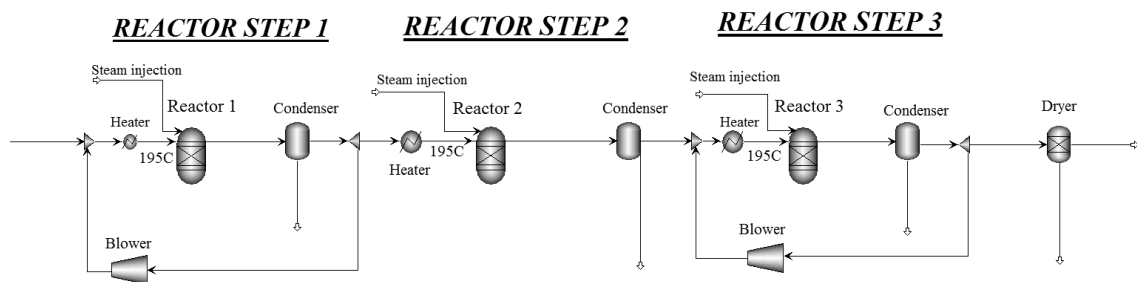 REACTOR STEP 1
REACTOR STEP 2
REACTOR STEP 3
Steam injection
Reactor 1
Condenser
Heater
195C
Blower
Steam injection
Reactor 2
Condenser
195C
Heater
Steam injection
Reactor 3
Condenser
Heater
195C
Blower
Dryer